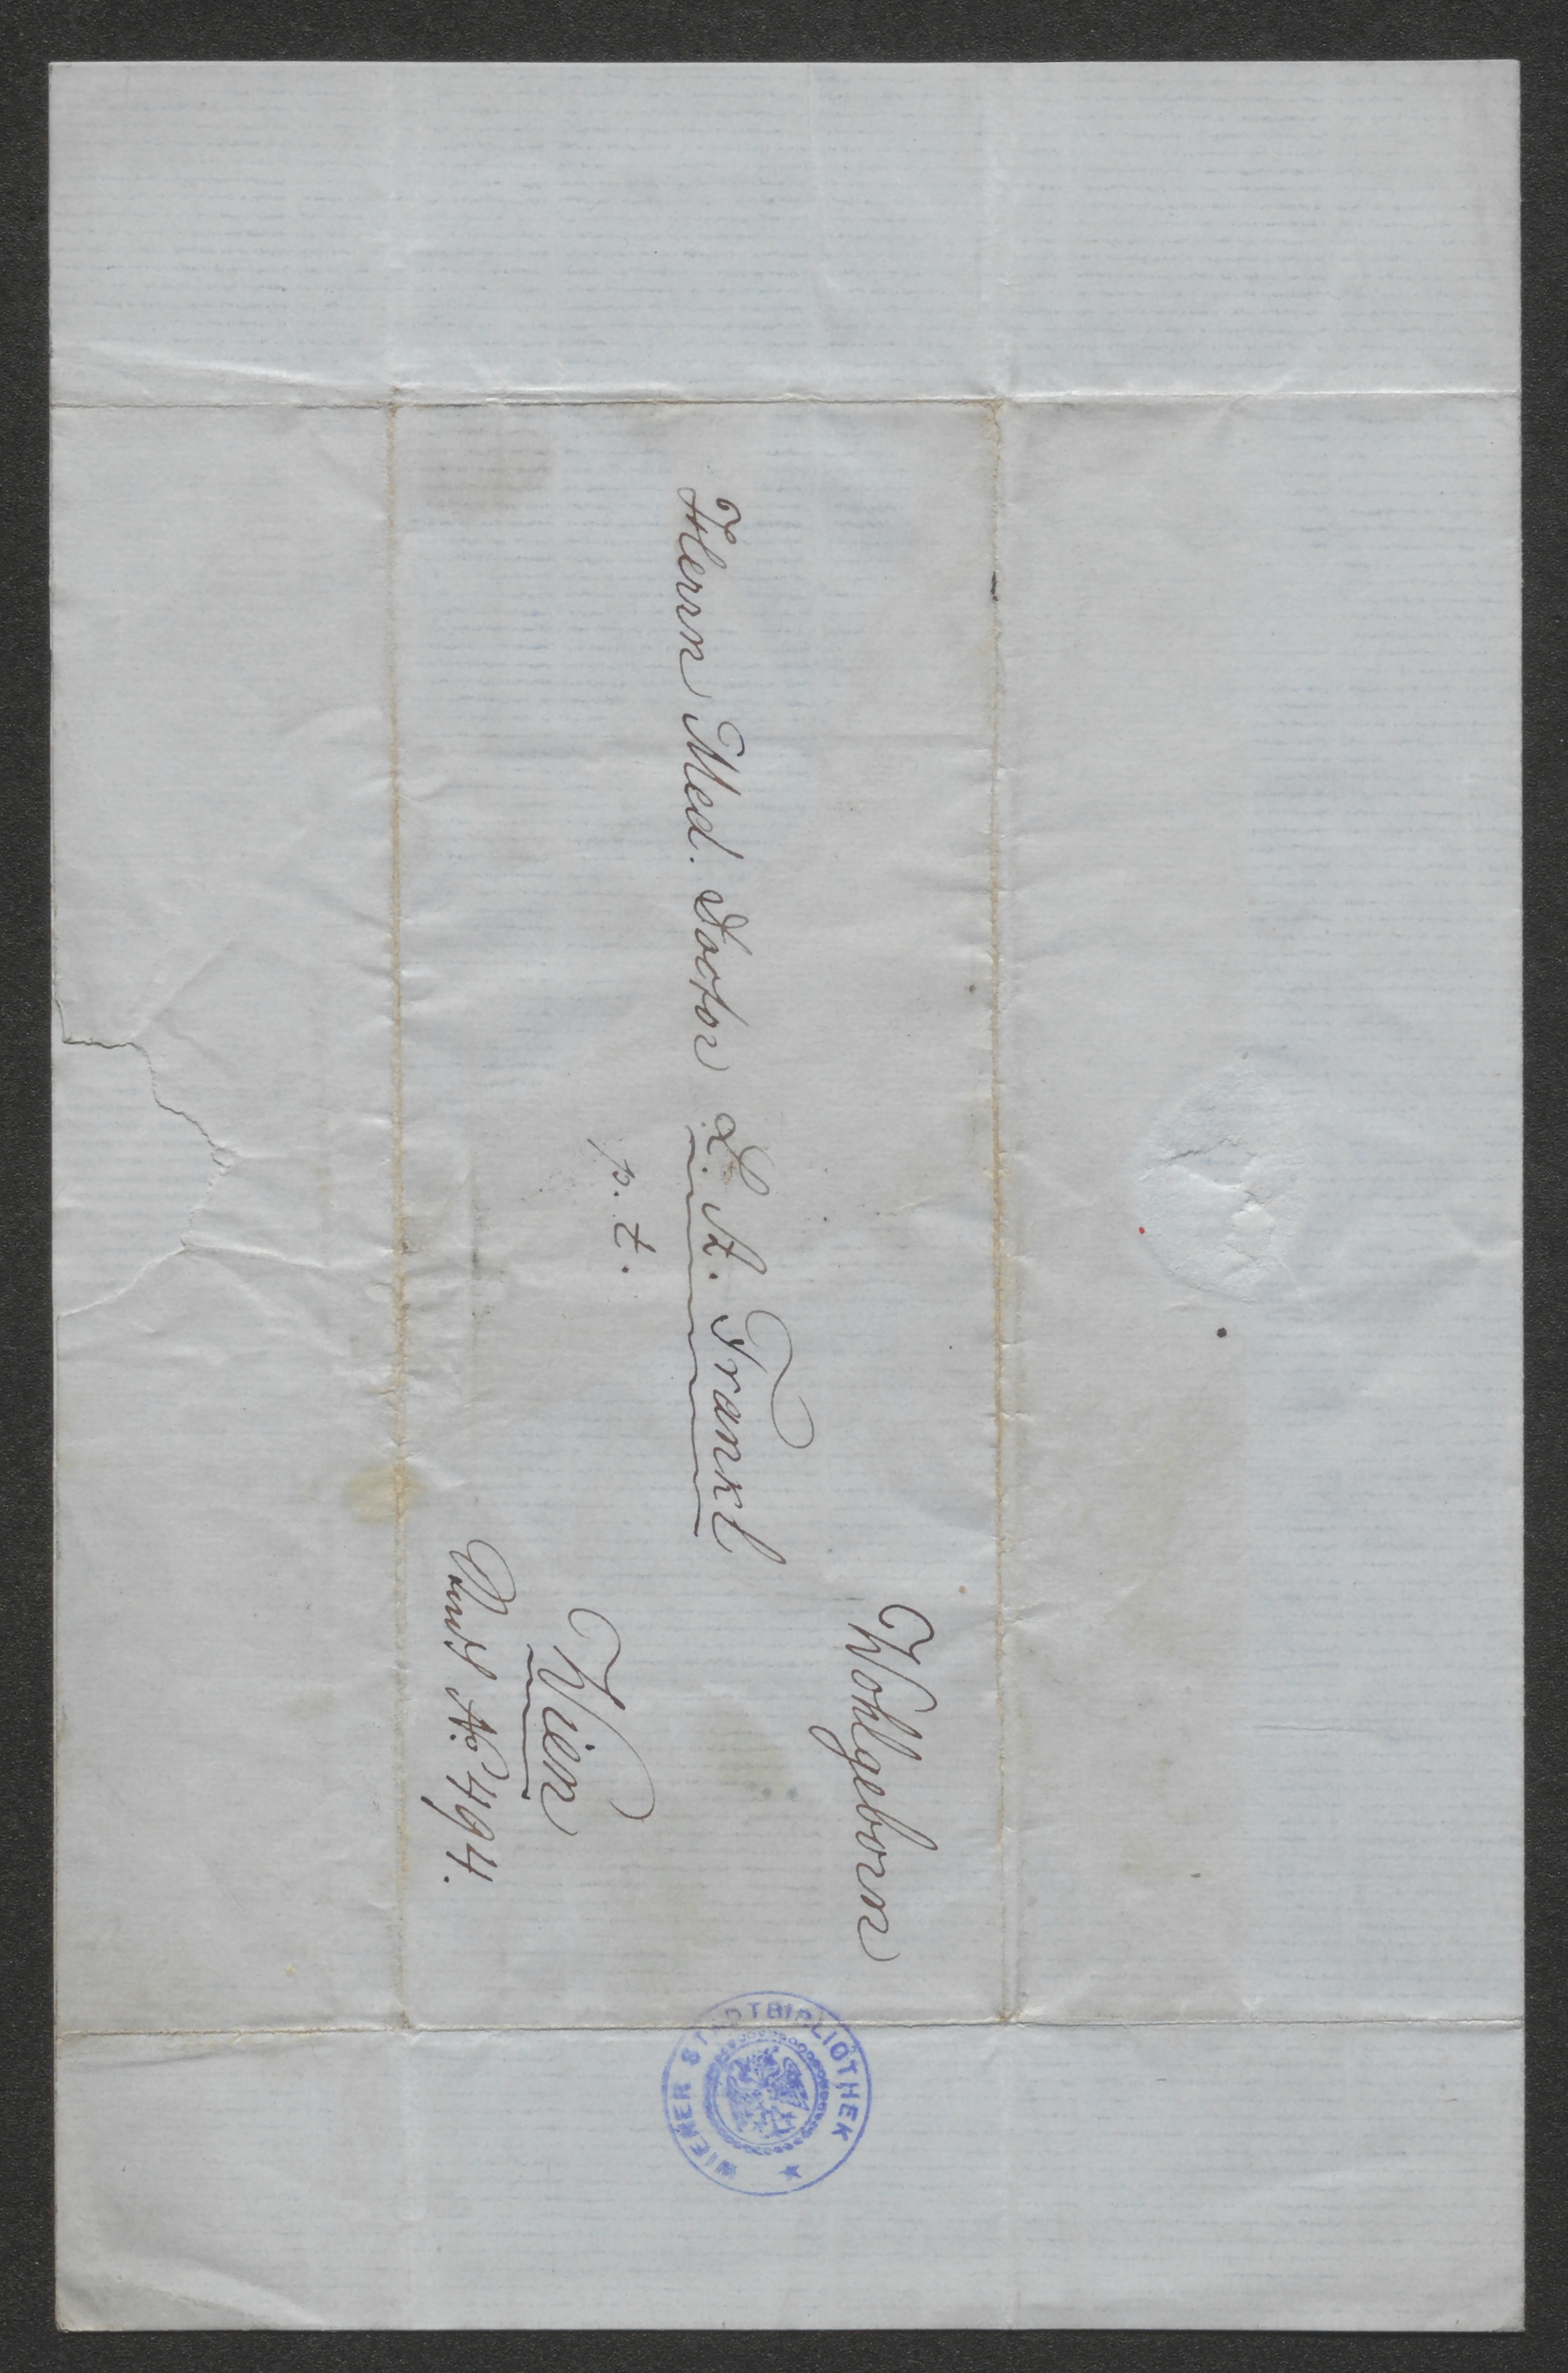 Wohlgeborn
Herrn Med. Doctor L. A. Frankl
p. t.
Wien
Stadt No 494.
WIENER STADTBIBLIOTHEK